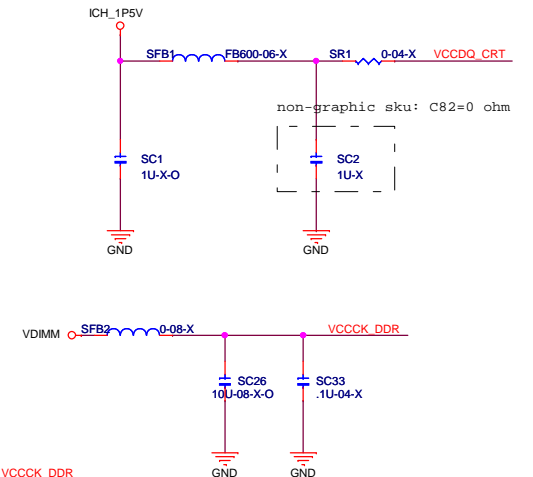 ICH_1P5V
SFB1 FB600-06-X SR1 0-04-X VCCDQ_CRT
non-graphic sku: C82=0 ohm
SC1 SC2
1U-X-O 1U-X
GND GND
VDIMM SFB2 0-08-X VCCCK_DDR
SC26 SC33
10U-08-X-O .1U-04-X
GND GND
VCCCK_DDR